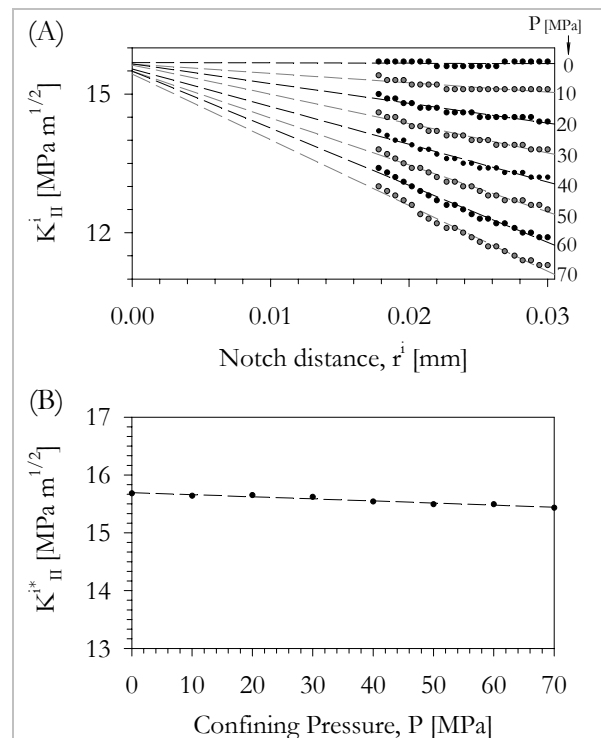 (A)
P [MPa]
15
12
K^i_II [MPa m^1/2]
0
10
20
30
40
50
60
70
0.00 0.01 0.02 0.03
Notch distance, r^i [mm]
(B)
17
16
15
14
13
K^i*_II [MPa m^1/2]
0 10 20 30 40 50 60 70
Confining Pressure, P [MPa]